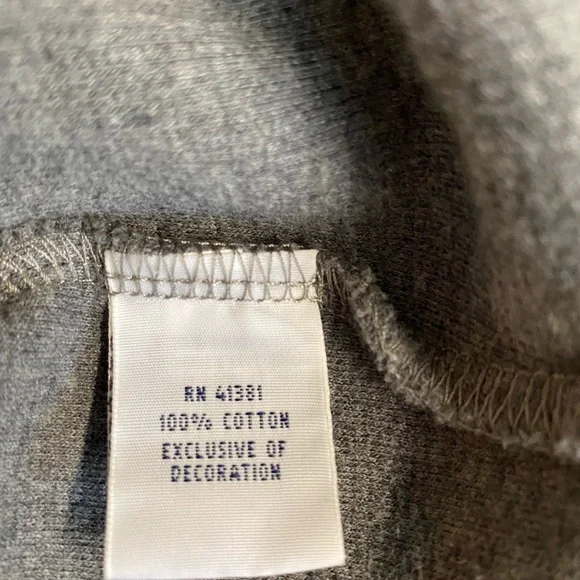 RN 41381
100% COTTON
EXCLUSIVE OF
DECORATION